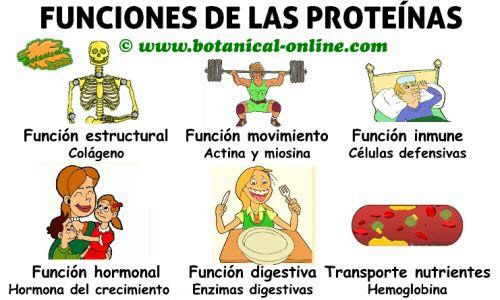 FUNCIONES DE LAS PROTEÍNAS
© www.botanical-online.com
Función estructural
Colágeno
Función movimiento
Actina y miosina
Función inmune
Células defensivas
Función hormonal
Hormona del crecimiento
Función digestiva
Enzimas digestivas
Transporte nutrientes
Hemoglobina